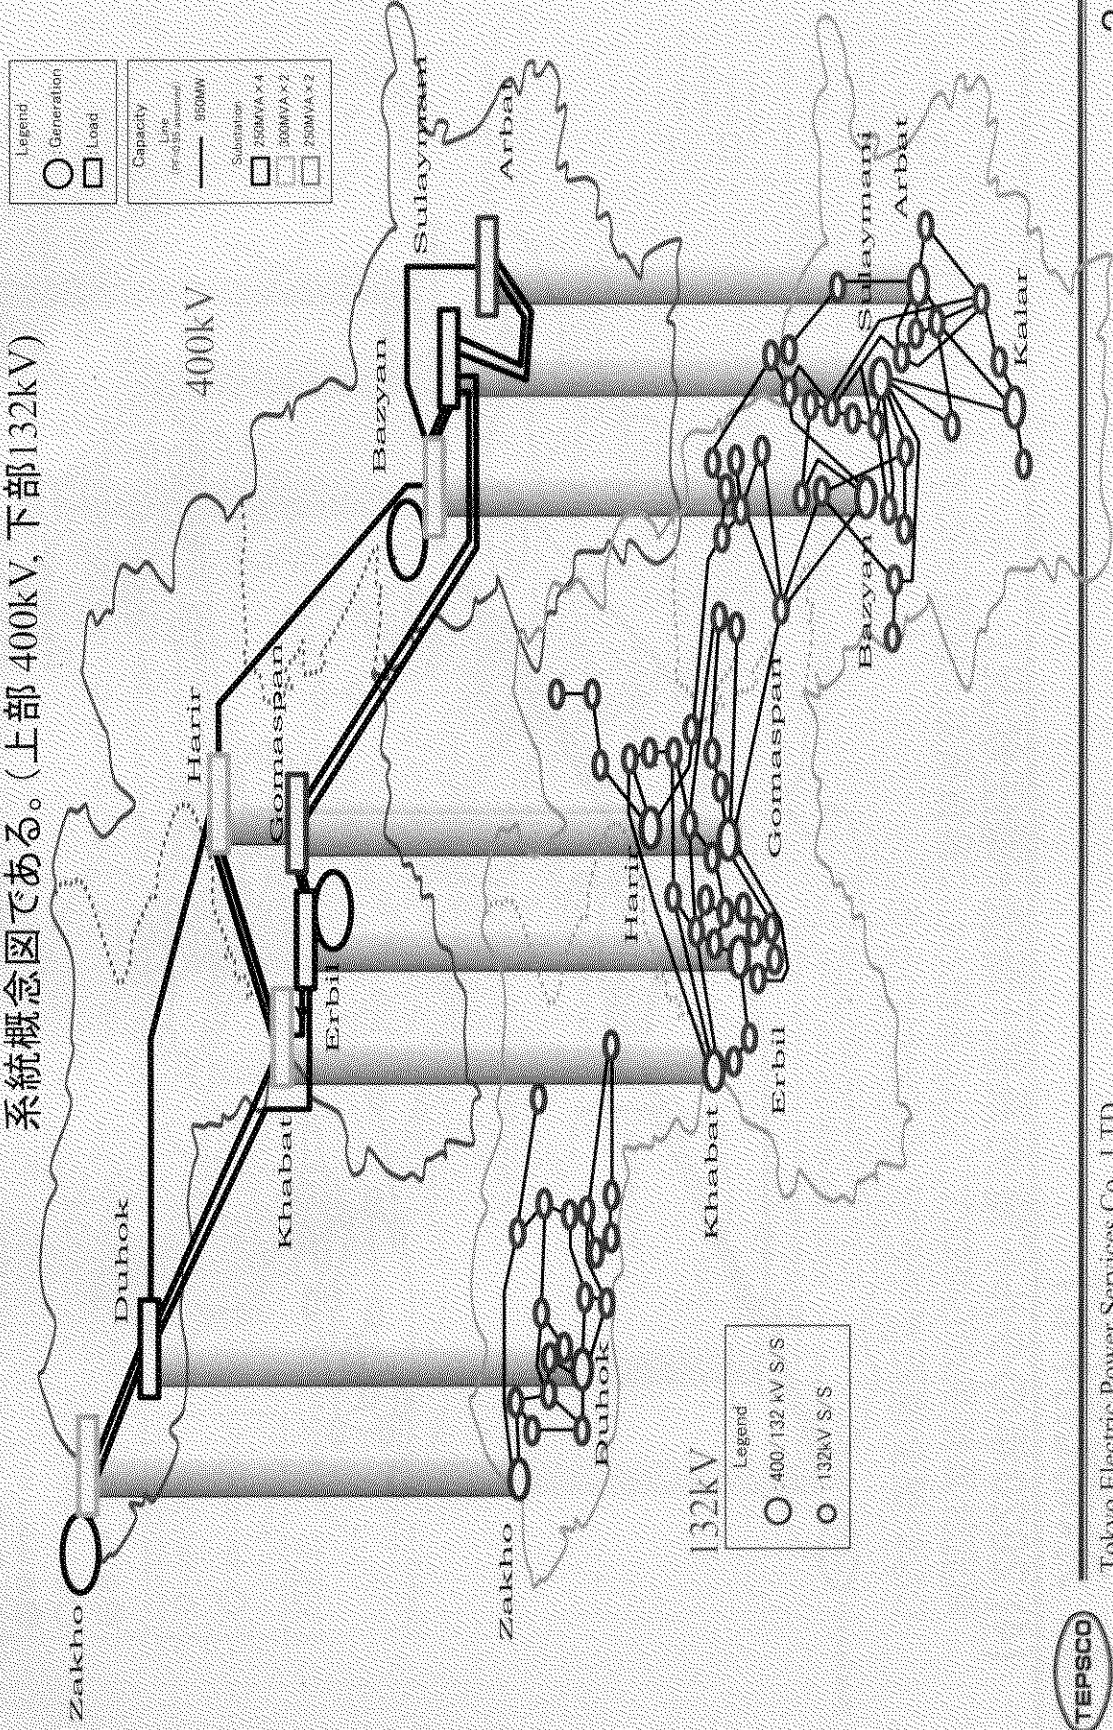 系統概念図である。(上部 400kV, 下部132kV)
Legend
Generation
Load
Capacity
Line
950MW
Substation
250MVA×4
300MVA×2
250MVA×2
400kV
Zakho
Duhok
Khabat
Erbil
Harir
Gomaspan
Bazyan
Sulaymani
Arbat
132kV
Legend
400/132 kV S/S
132kV S/S
Zakho
Duhok
Khabat
Erbil
Harir
Gomaspan
Bazyan
Sulaymani
Arbat
Kalar
TEPSCO
Tokyo Electric Power Services Co., LTD